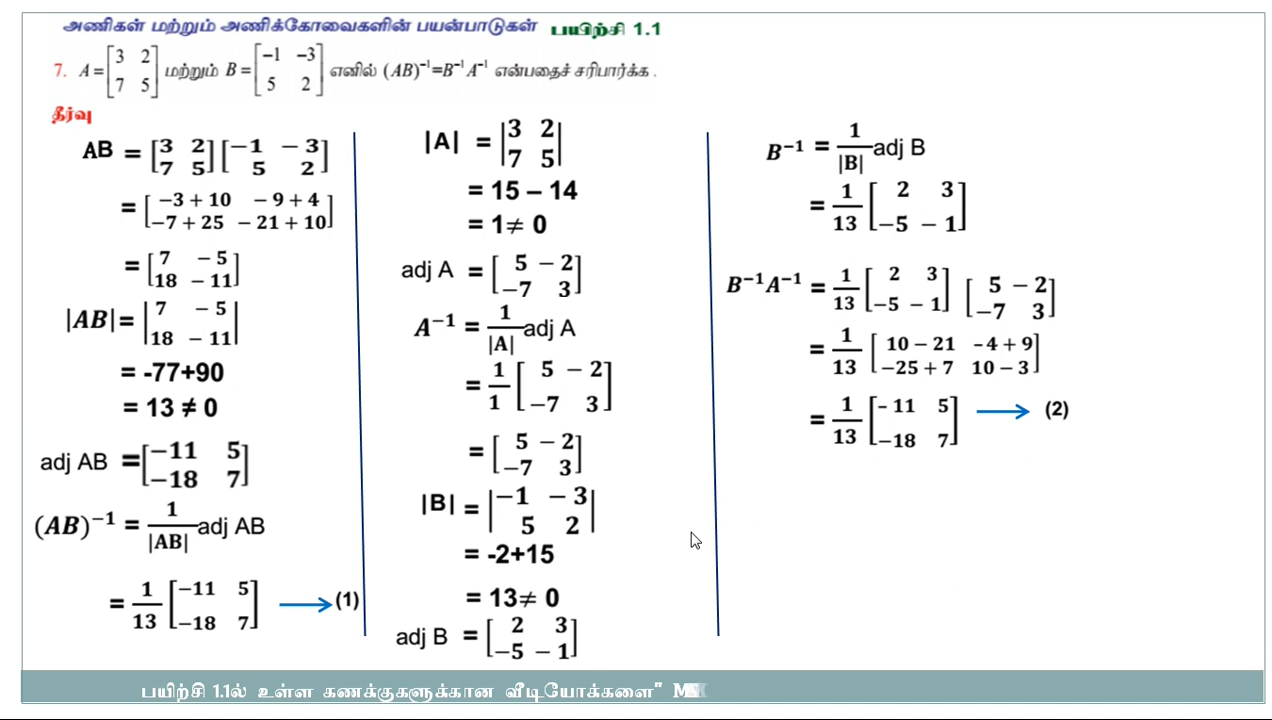 அணிகள் மற்றும் அணிக்கோவைகளின் பயன்பாடுகள் பயிற்சி 1.1
7. A = [3 2; 7 5] மற்றும் B = [−1 −3; 5 2] எனில் (AB)⁻¹=B⁻¹ A⁻¹ என்பதைச் சரிபார்க்க .
தீர்வு
AB = [3 2; 7 5] [−1 −3; 5 2]
= [−3 + 10 − 9 + 4; −7 + 25 − 21 + 10]
= [7 − 5; 18 − 11]
|AB| = |7 − 5; 18 − 11|
= -77+90
= 13 ≠ 0
adj AB = [−11 5; −18 7]
(AB)⁻¹ = 1/|AB| adj AB
= 1/13 [−11 5; −18 7] → (1)
|A| = |3 2; 7 5|
= 15 – 14
= 1≠ 0
adj A = [5 − 2; −7 3]
A⁻¹ = 1/|A| adj A
= 1/1 [5 − 2; −7 3]
= [5 − 2; −7 3]
|B| = |−1 − 3; 5 2|
= -2+15
= 13≠ 0
adj B = [2 3; −5 − 1]
B⁻¹ = 1/|B| adj B
= 1/13 [2 3; −5 − 1]
B⁻¹A⁻¹ = 1/13 [2 3; −5 − 1] [5 − 2; −7 3]
= 1/13 [10 − 21 -4 + 9; −25 + 7 10 − 3]
= 1/13 [- 11 5; −18 7] → (2)
பயிற்சி 1.1ல் உள்ள கணக்குகளுக்கான வீடியோக்களை"